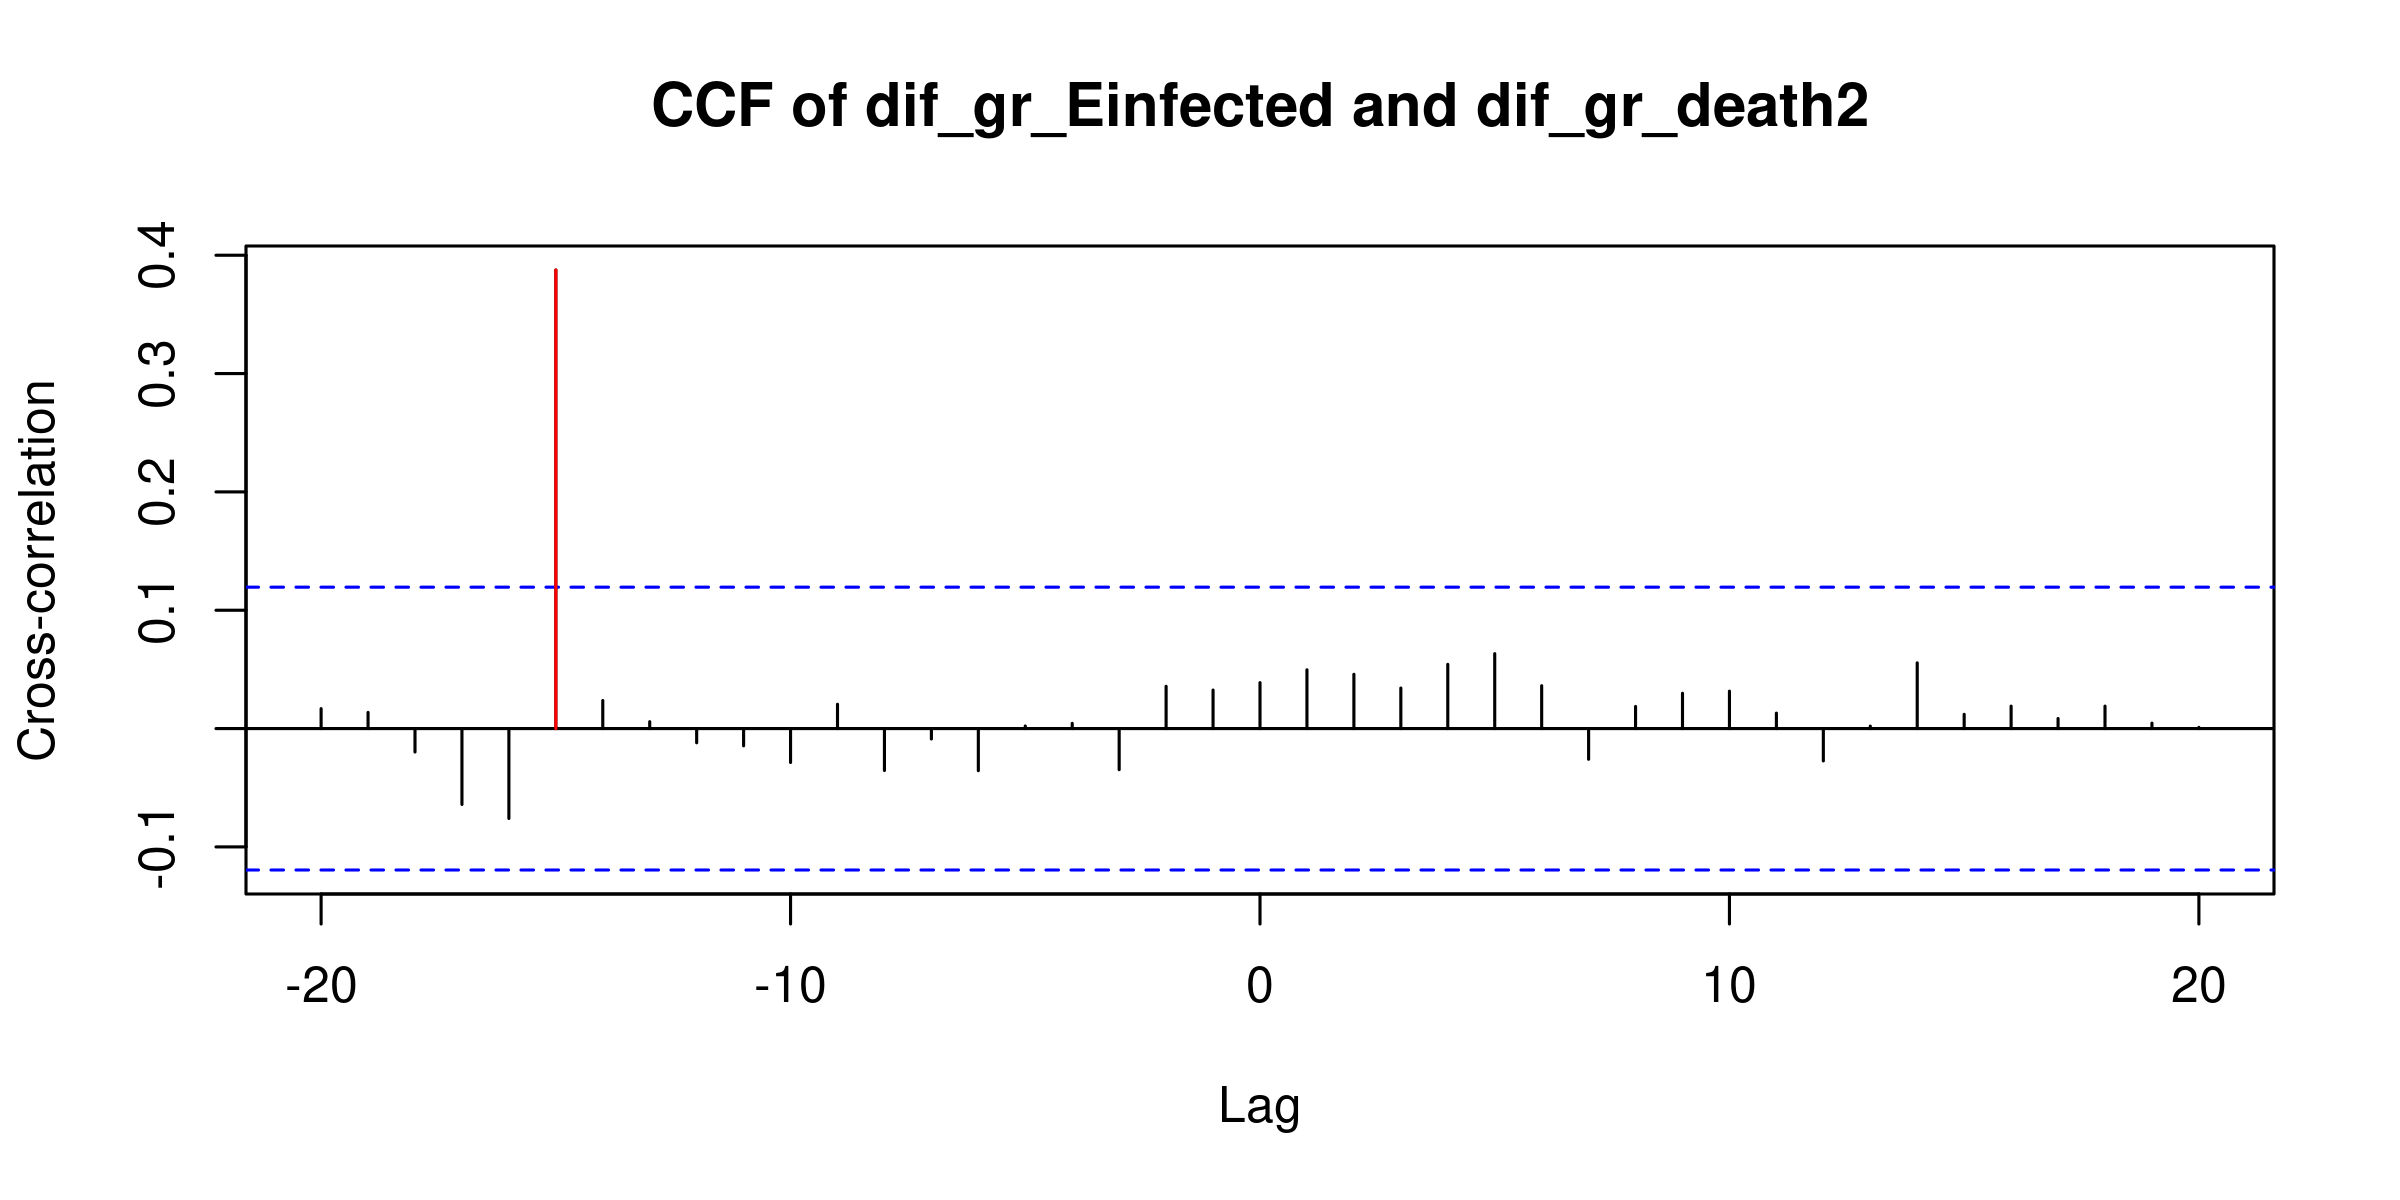 CCF of dif_gr_Einfected and dif_gr_death2
Cross-correlation
0.4
0.3
0.2
0.1
-0.1
-20 -10 0 10 20
Lag